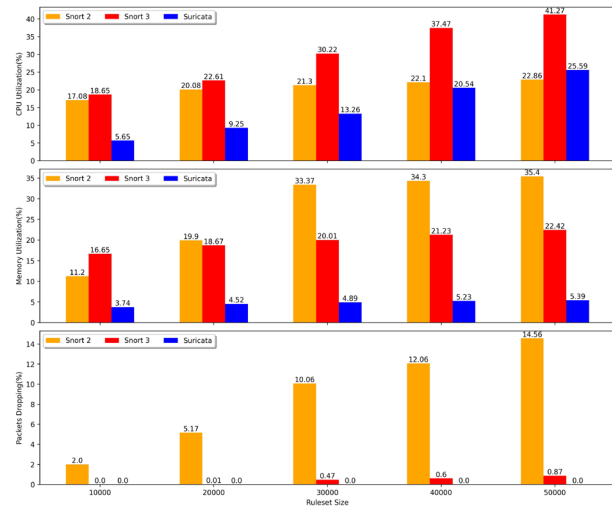 Snort 2 Snort 3 Suricata
CPU Utilization(%)
40
35
30
25
20
15
10
5
0
17.08 18.65 5.65
20.08 22.61 9.25
21.3 30.22 13.26
22.1 37.47 20.54
22.86 41.27 25.59
Snort 2 Snort 3 Suricata
Memory Utilization(%)
35
30
25
20
15
10
5
0
11.2 16.65 3.74
19.9 18.67 4.52
33.37 20.01 4.89
34.3 21.23 5.23
35.4 22.42 5.39
Snort 2 Snort 3 Suricata
Packets Dropping(%)
14
12
10
8
6
4
2
0
2.0 0.0 0.0
5.17 0.01 0.0
10.06 0.47 0.0
12.06 0.6 0.0
14.56 0.87 0.0
10000 20000 30000 40000 50000
Ruleset Size